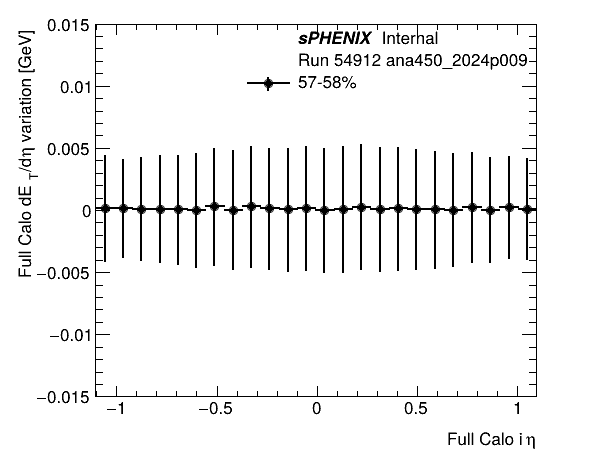 sPHENIX Internal
Run 54912 ana450_2024p009
57-58%
Full Calo dE_T/dη variation [GeV]
0.015
0.01
0.005
0
−0.005
−0.01
−0.015
−1 −0.5 0 0.5 1
Full Calo i η